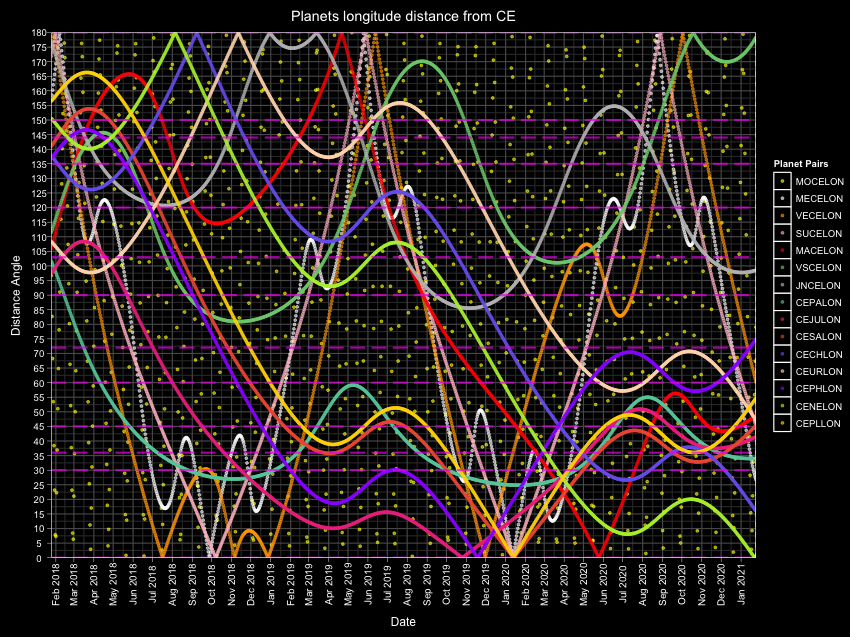 Planets longitude distance from CE
Distance Angle
180
175
170
165
160
155
150
145
140
135
130
125
120
115
110
105
100
95
90
85
80
75
70
65
60
55
50
45
40
35
30
25
20
15
10
5
0
Feb 2018
Mar 2018
Apr 2018
May 2018
Jun 2018
Jul 2018
Aug 2018
Sep 2018
Oct 2018
Nov 2018
Dec 2018
Jan 2019
Feb 2019
Mar 2019
Apr 2019
May 2019
Jun 2019
Jul 2019
Aug 2019
Sep 2019
Oct 2019
Nov 2019
Dec 2019
Jan 2020
Feb 2020
Mar 2020
Apr 2020
May 2020
Jun 2020
Jul 2020
Aug 2020
Sep 2020
Oct 2020
Nov 2020
Dec 2020
Jan 2021
Date
Planet Pairs
MOCELON
MECELON
VECELON
SUCELON
MACELON
VSCELON
JNCELON
CEPALON
CEJULON
CESALON
CECHLON
CEURLON
CEPHLON
CENELON
CEPLLON